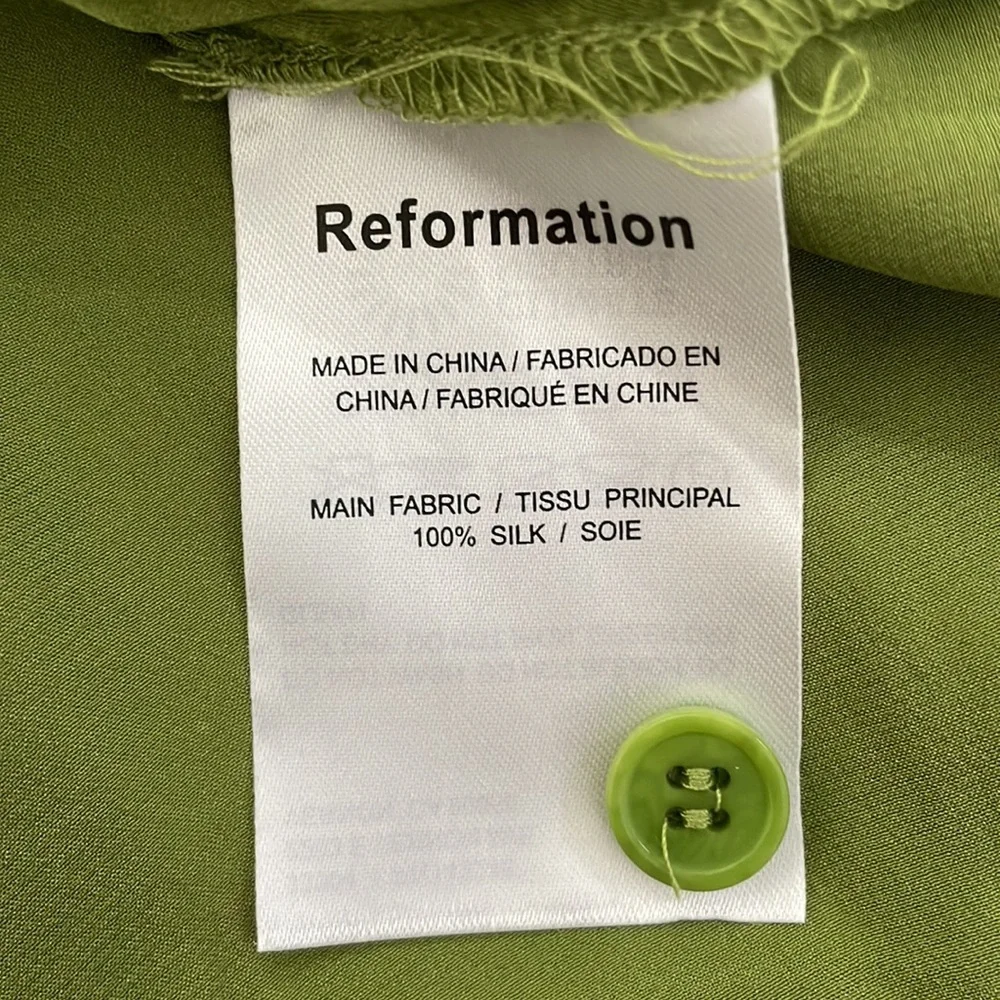 Reformation
MADE IN CHINA / FABRICADO EN
CHINA / FABRIQUÉ EN CHINE
MAIN FABRIC / TISSU PRINCIPAL
100% SILK / SOIE